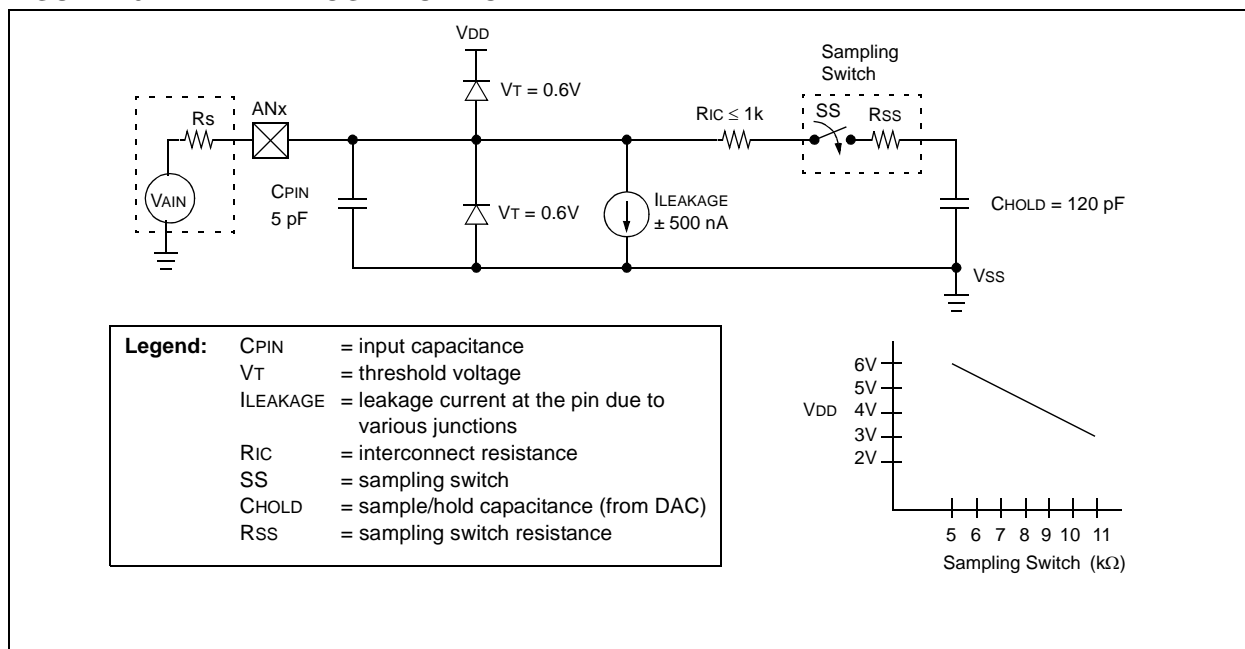 VDD
Sampling
Switch
VT = 0.6V
ANx
RIC ≤ 1k
SS
RSS
Rs
VAIN
CPIN
5 pF
VT = 0.6V
ILEAKAGE
± 500 nA
CHOLD = 120 pF
VSS
Legend: CPIN = input capacitance
VT = threshold voltage
ILEAKAGE = leakage current at the pin due to
various junctions
RIC = interconnect resistance
SS = sampling switch
CHOLD = sample/hold capacitance (from DAC)
RSS = sampling switch resistance
6V
5V
VDD 4V
3V
2V
5 6 7 8 9 10 11
Sampling Switch (kΩ)